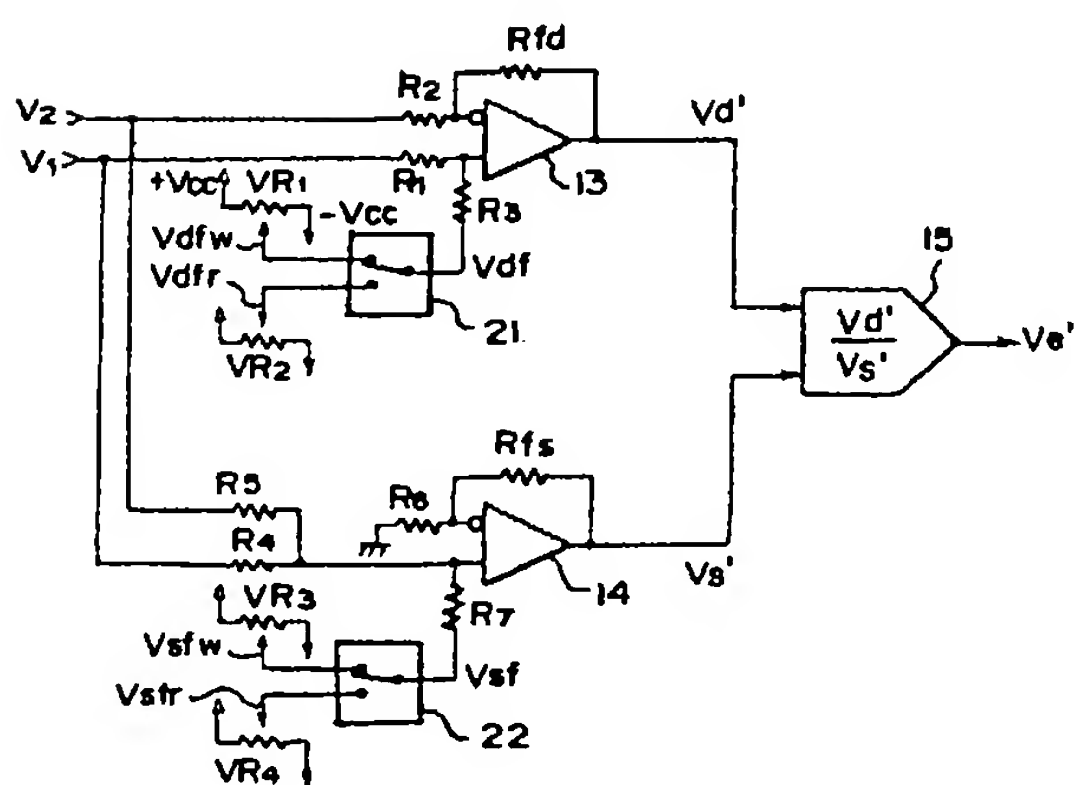 Rfd
V2
R2
Vd'
V1
R1
13
+Vcc
VR1
-Vcc
R3
Vdfw
Vdf
Vdfr
21
15
VR2
Vd'
Vs'
Ve'
Rfs
R5
R6
R4
14
Vs'
VR3
R7
Vsfw
Vsf
Vsfr
22
VR4